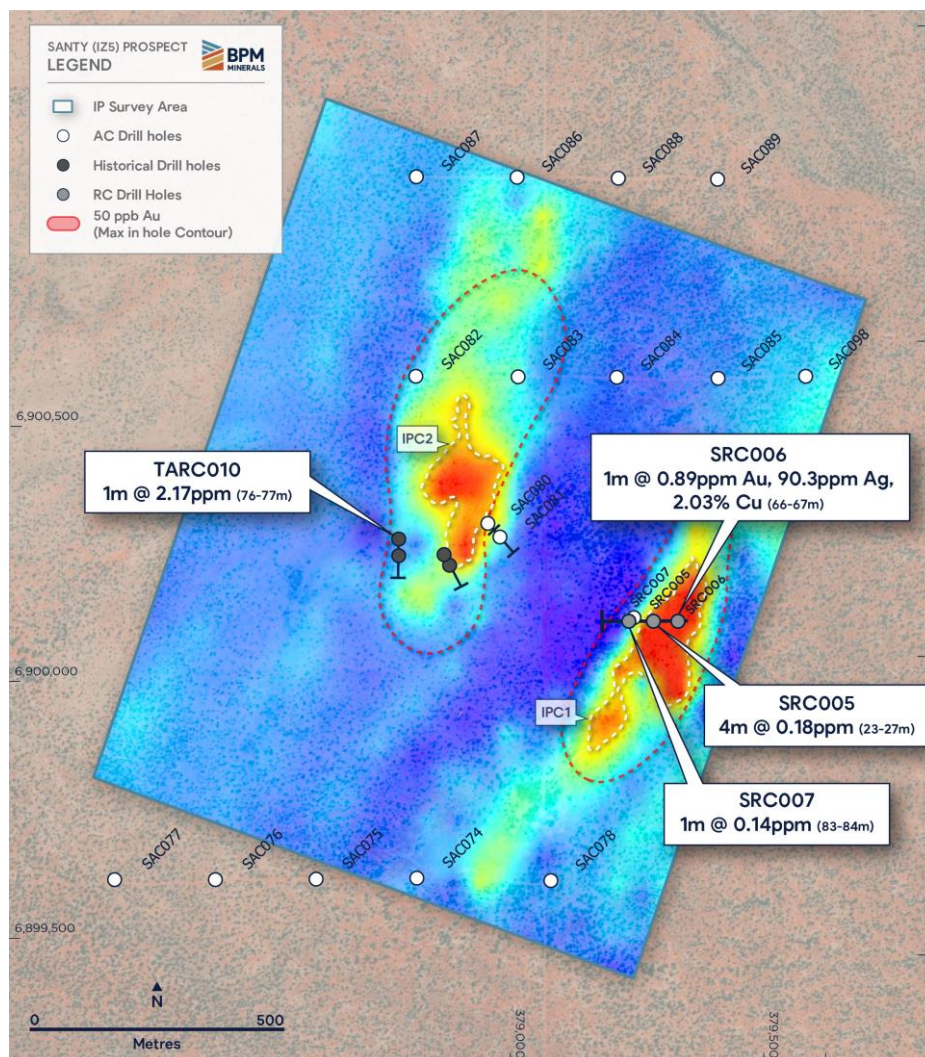 SANTY (IZ5) PROSPECT
LEGEND
BPM
MINERALS
IP Survey Area
AC Drill holes
Historical Drill holes
RC Drill Holes
50 ppb Au
(Max in hole Contour)
SAC087
SAC086
SAC088
SAC089
SAC082
SAC083
SAC084
SAC085
SAC098
6,900,500
IPC2
TARC010
1m @ 2.17ppm (76-77m)
SAC080
SAC081
SRC006
1m @ 0.89ppm Au, 90.3ppm Ag,
2.03% Cu (66-67m)
SRC007
SRC005
SRC006
6,900,000
IPC1
SRC005
4m @ 0.18ppm (23-27m)
SRC007
1m @ 0.14ppm (83-84m)
SAC077
SAC076
SAC075
SAC074
SAC078
6,899,500
N
0
500
Metres
379,000
379,500